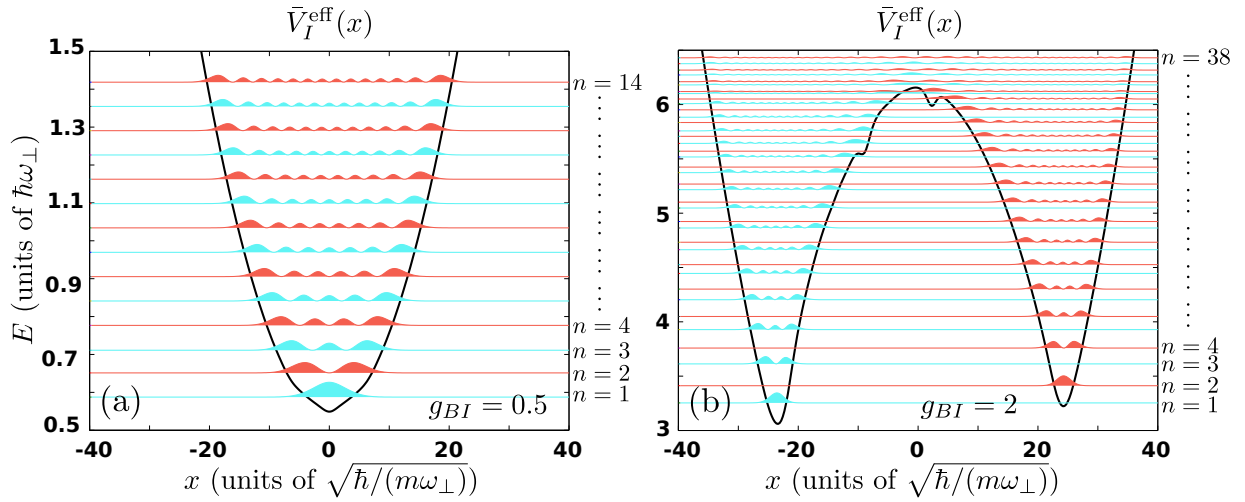 V̄_I^eff(x)
E (units of ħω⊥)
1.5
1.3
1.1
0.9
0.7
0.5
n = 14
n = 4
n = 3
n = 2
n = 1
(a)
g_BI = 0.5
-40
-20
0
20
40
x (units of √ħ/(mω⊥))
V̄_I^eff(x)
6
5
4
3
n = 38
n = 4
n = 3
n = 2
n = 1
(b)
g_BI = 2
-40
-20
0
20
40
x (units of √ħ/(mω⊥))